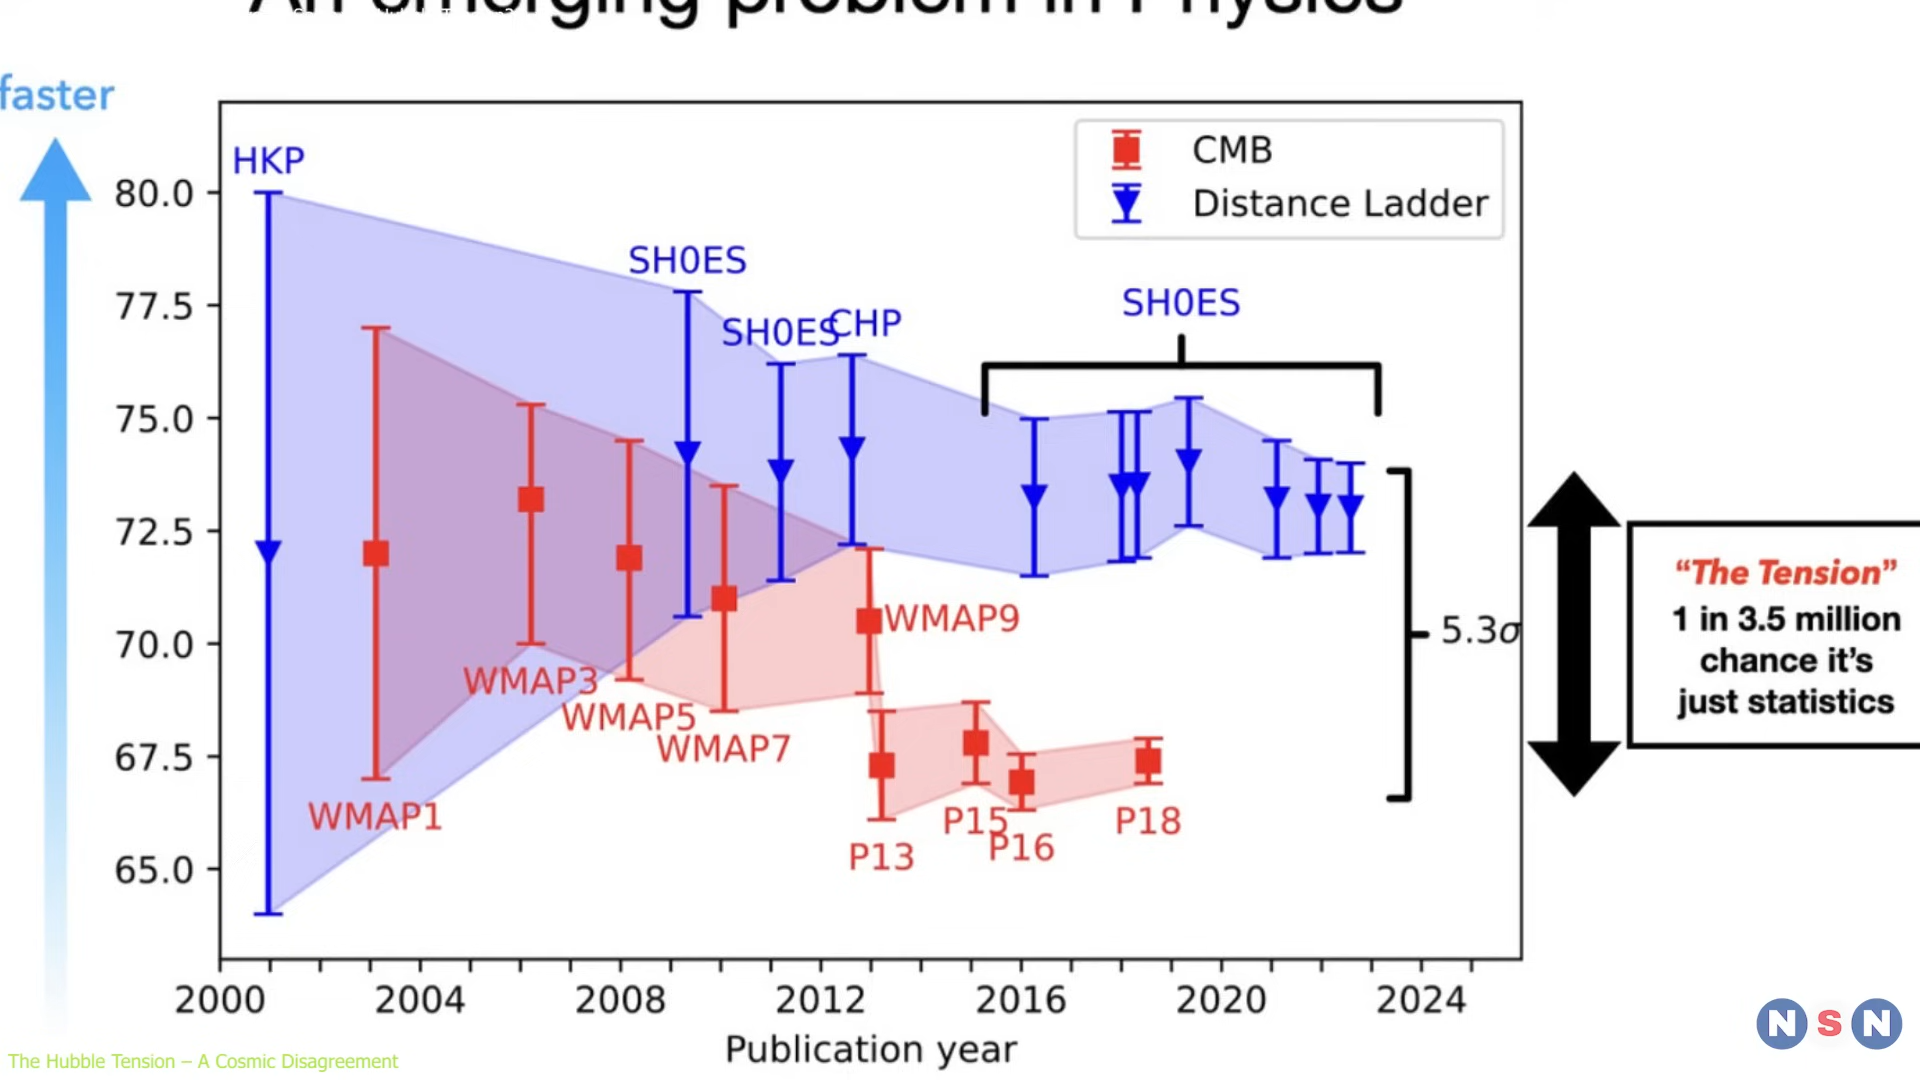 An emerging problem in Physics
faster
HKP
80.0
77.5
75.0
72.5
70.0
67.5
65.0
CMB
Distance Ladder
SH0ES
SH0ES
CHP
SH0ES
WMAP9
WMAP3
WMAP5
WMAP7
WMAP1
P13
P15
P16
P18
5.3σ
“The Tension”
1 in 3.5 million
chance it’s
just statistics
2000 2004 2008 2012 2016 2020 2024
Publication year
The Hubble Tension – A Cosmic Disagreement
N S N